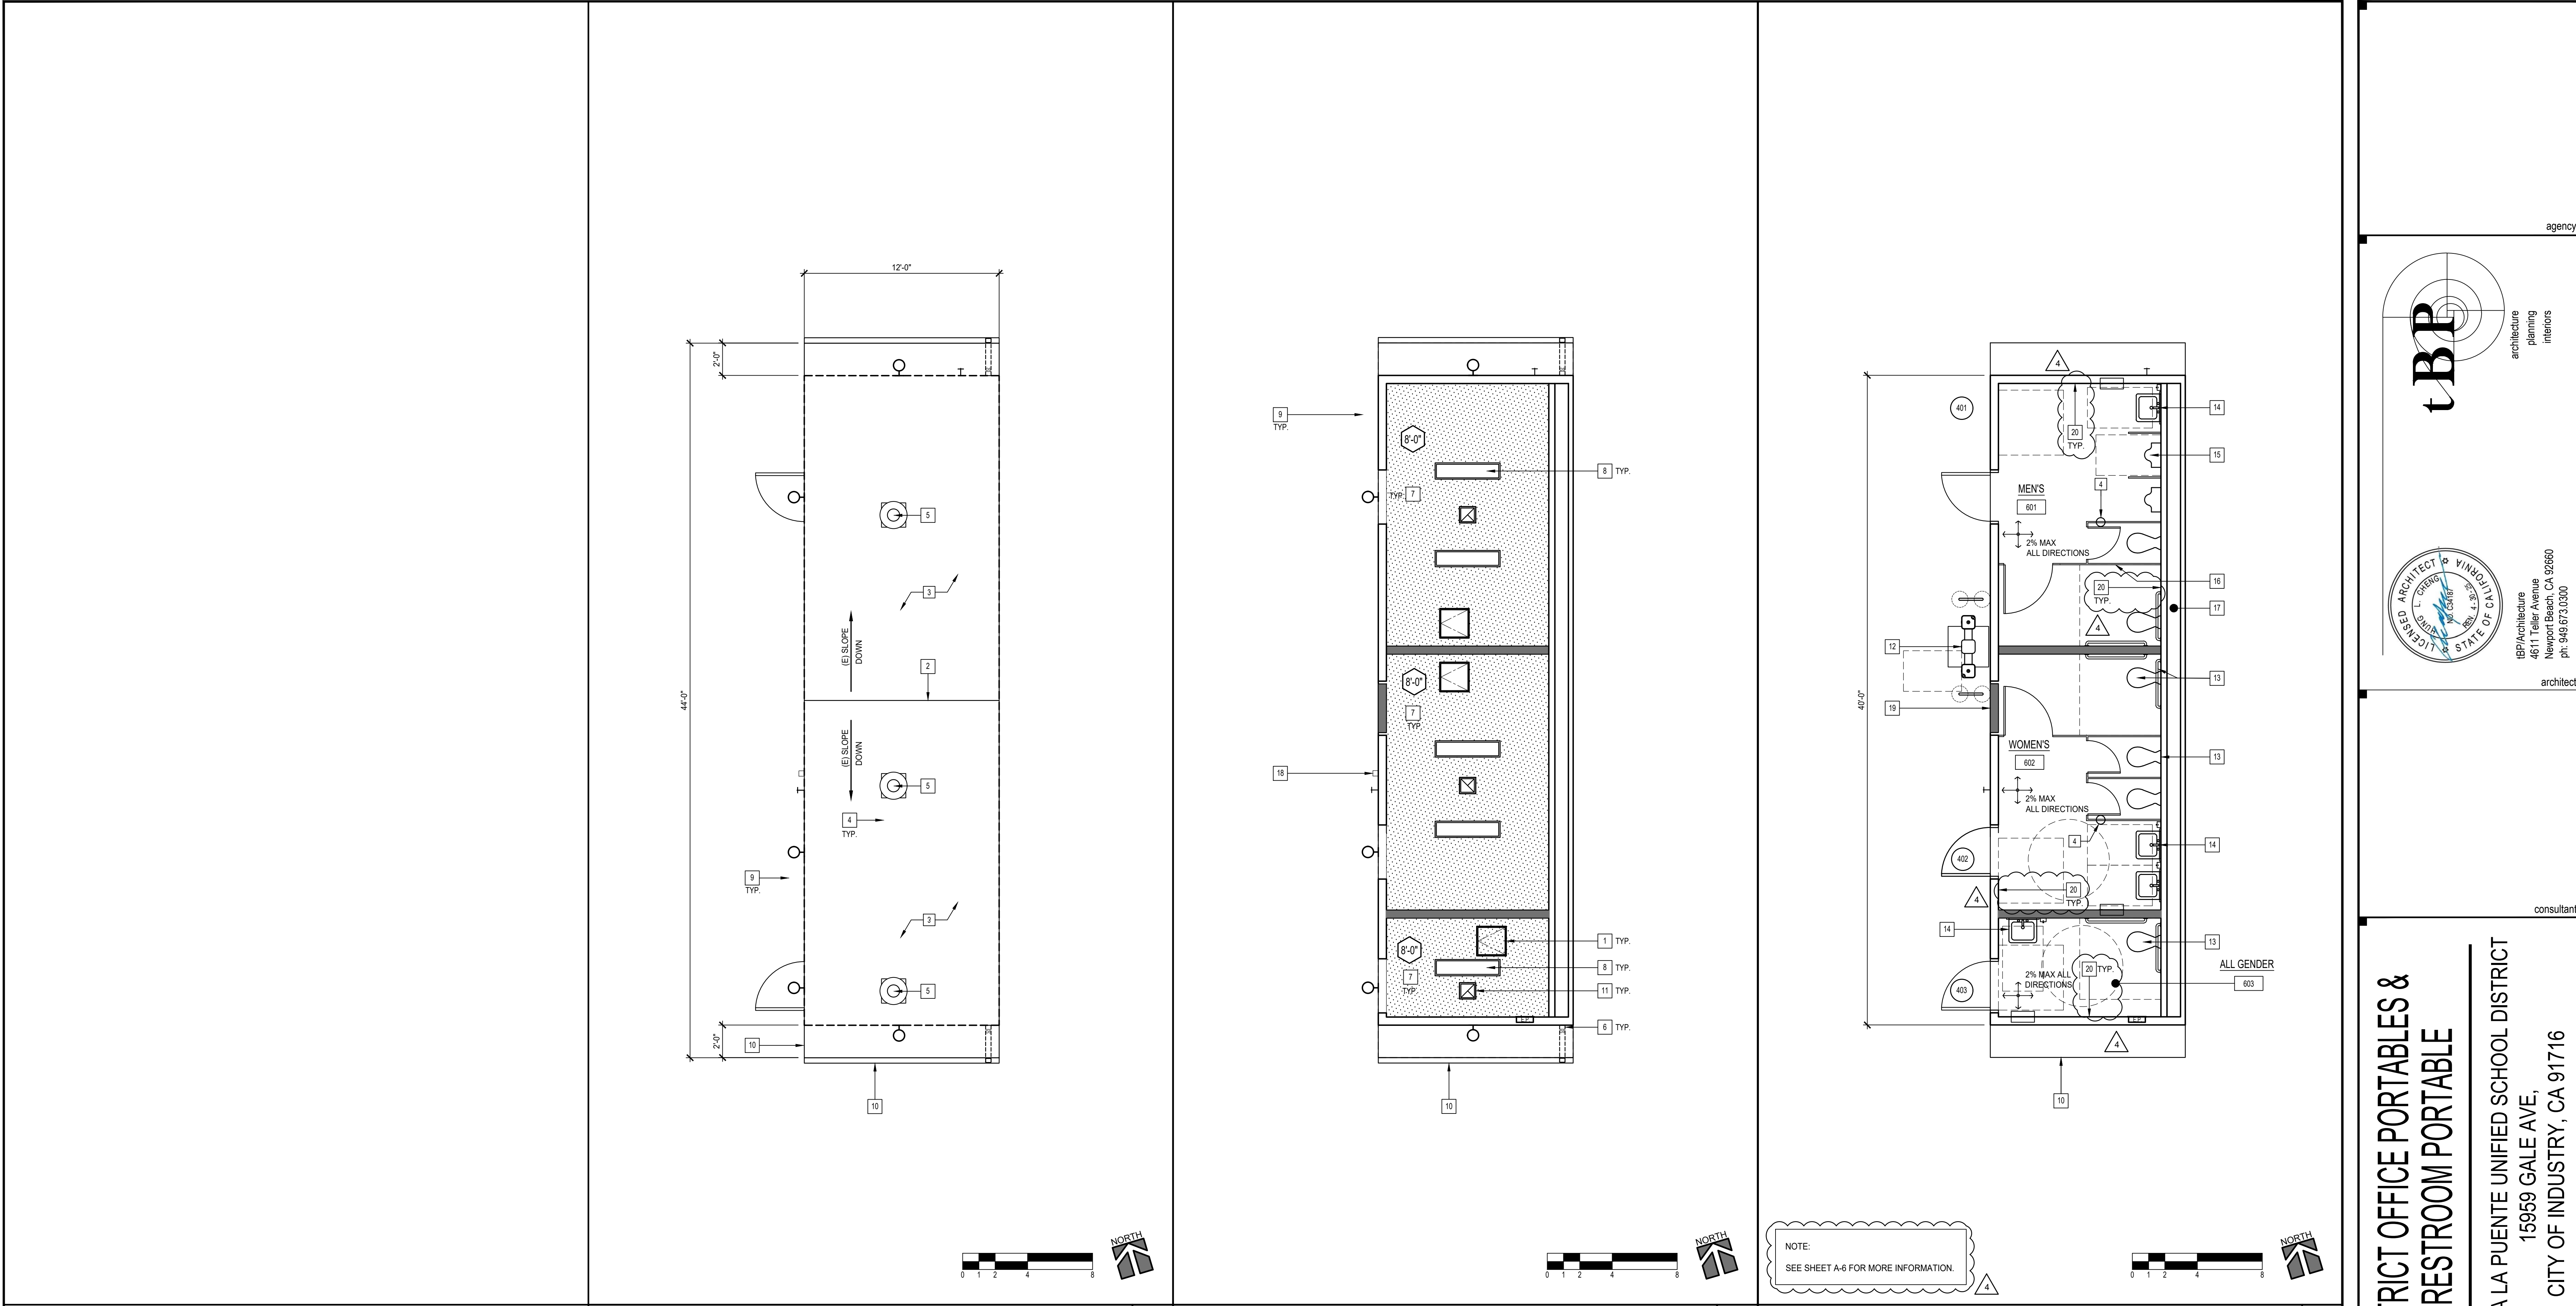 12'-0"
2'-0"
44'-0"
5
3
(E) SLOPE
DOWN
2
(E) SLOPE
DOWN
5
4
TYP.
9
TYP.
3
5
2'-0"
10
10
0 1 2 4 8
NORTH
9
TYP.
8'-0"
8 TYP.
TYP. 7
8'-0"
7
TYP.
18
8'-0"
7
TYP.
1 TYP.
8 TYP.
11 TYP.
6 TYP.
10
0 1 2 4 8
NORTH
4
401
20
TYP.
14
15
MEN'S
601
4
2% MAX
ALL DIRECTIONS
16
20
TYP.
17
4
12
13
40'-0"
19
WOMEN'S
602
13
2% MAX
ALL DIRECTIONS
4
14
402
20
TYP.
4
14
13
2% MAX ALL
DIRECTIONS
20 TYP.
403
ALL GENDER
603
4
10
NOTE:
SEE SHEET A-6 FOR MORE INFORMATION.
4
0 1 2 4 8
NORTH
agency
tBP
architecture
planning
interiors
LICENSED ARCHITECT
L. CHENG
NO. C34187
REN. 4-30-25
STATE OF CALIFORNIA
tBP/Architecture
4611 Teller Avenue
Newport Beach, CA 92660
ph: 949.673.0300
architect
consultant
OFFICE PORTABLES &
RESTROOM PORTABLE
LA PUENTE UNIFIED SCHOOL DISTRICT
15959 GALE AVE,
CITY OF INDUSTRY, CA 91716